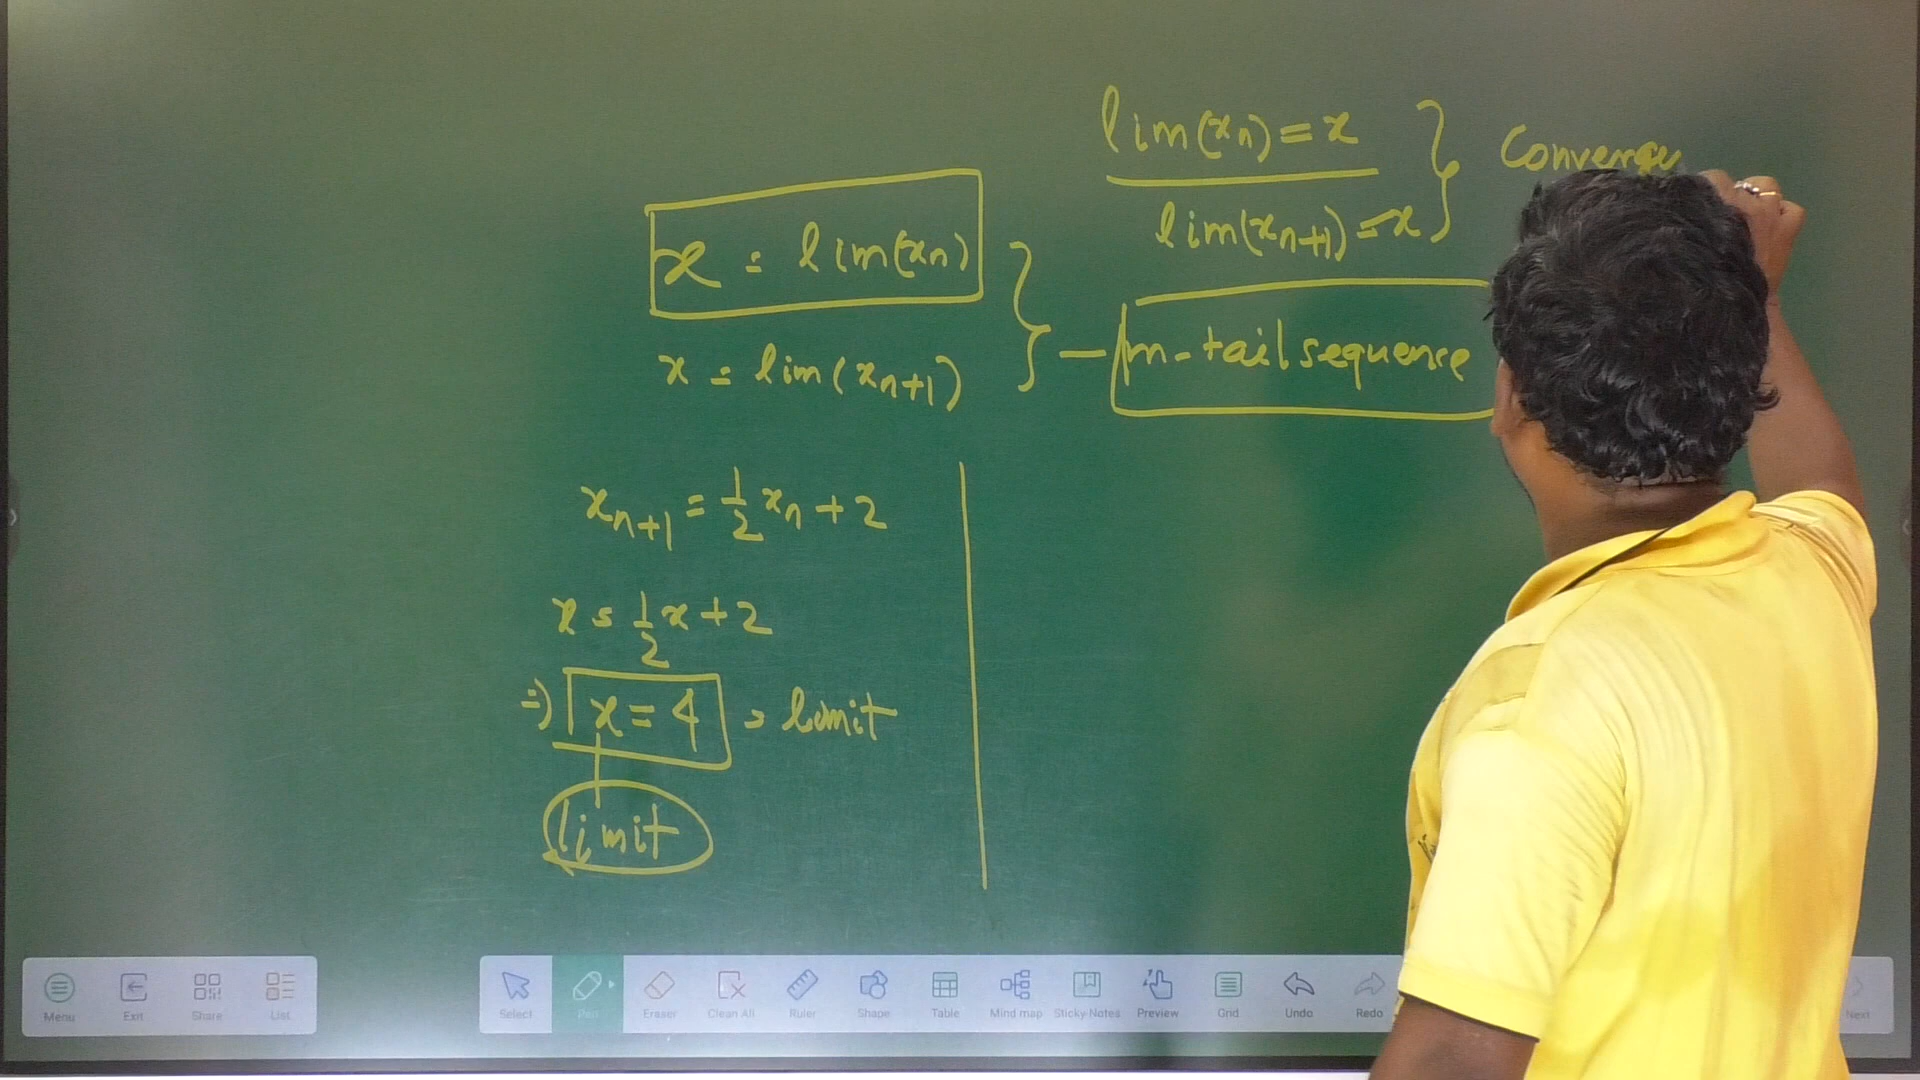 lim(xn) = x
Converge
lim(xn+1) = x
x = lim(xn)
x = lim(xn+1)
— m-tail sequence
xn+1 = 1/2 xn + 2
x = 1/2 x + 2
=> x = 4 = limit
limit
Menu
Exit
Share
List
Select
Pen
Eraser
Clean All
Ruler
Shape
Table
Mind map
Sticky Notes
Preview
Grid
Undo
Redo
Next